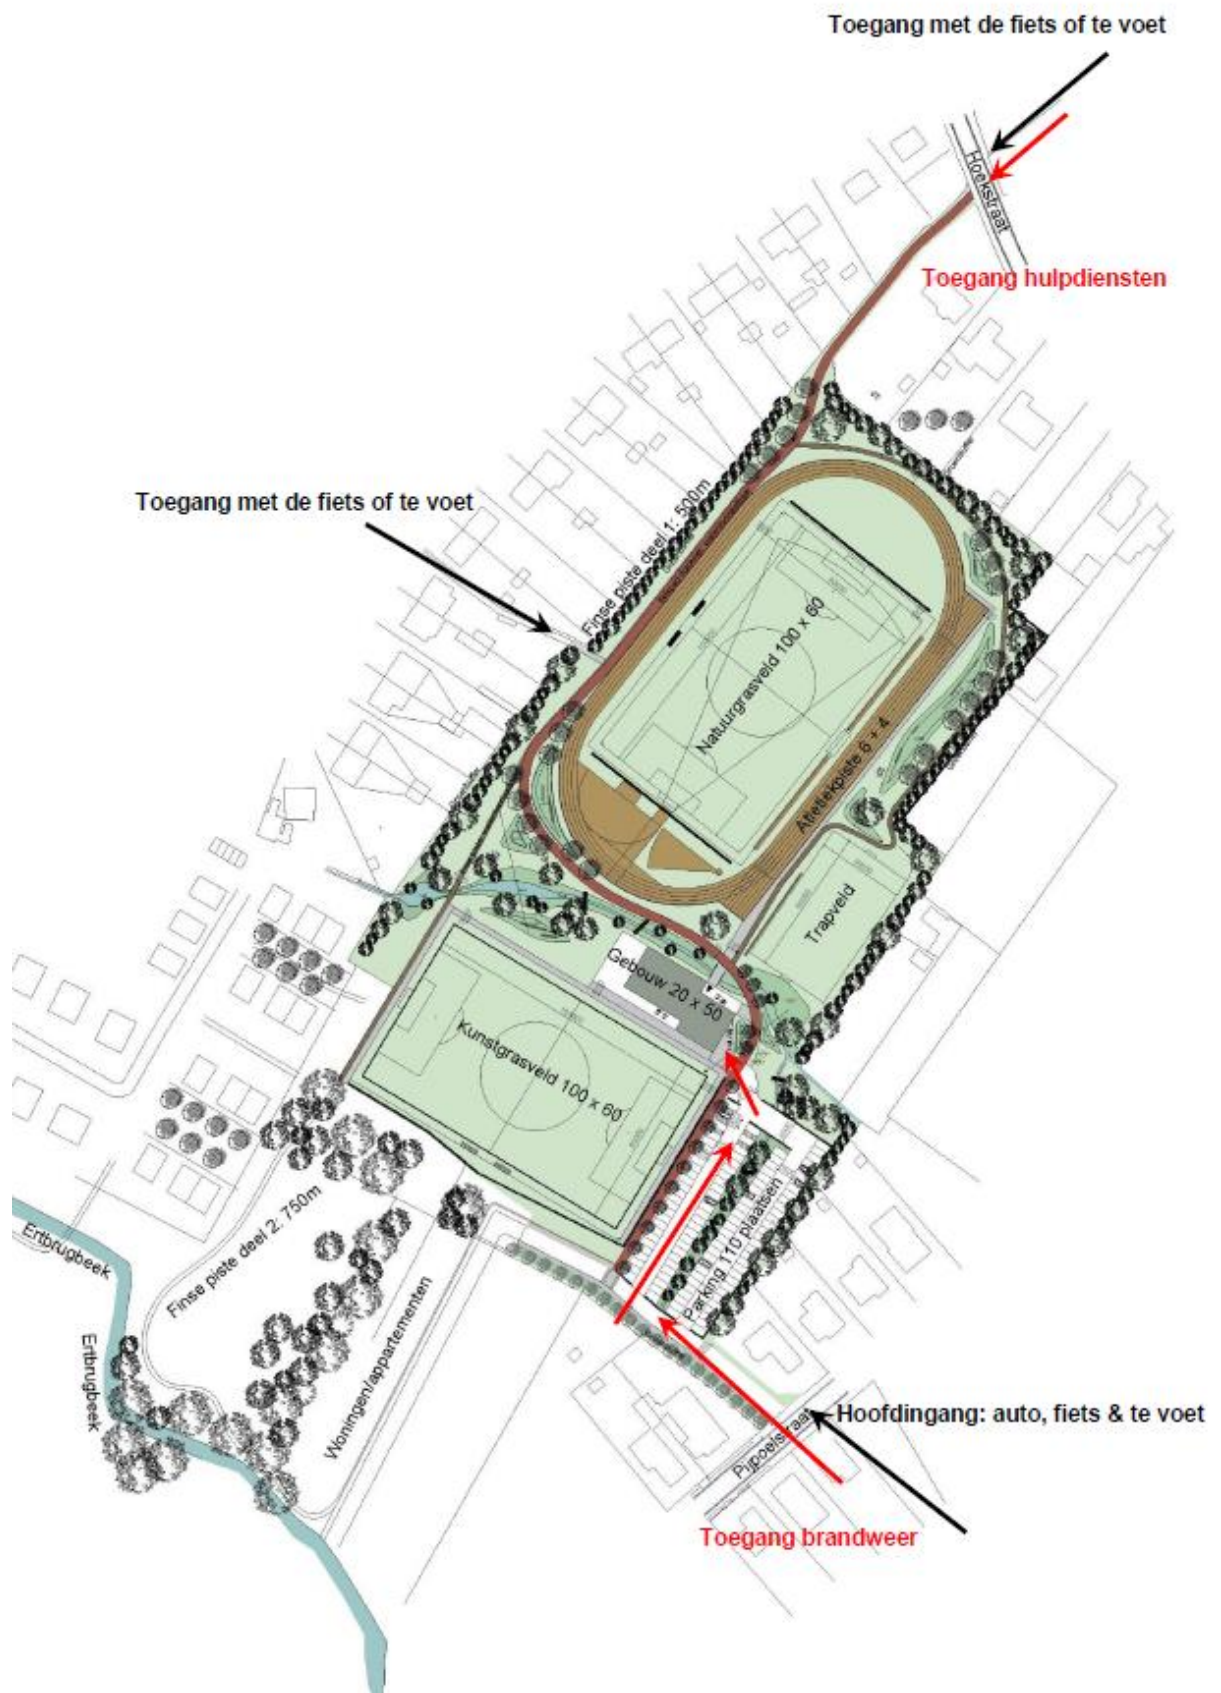 Toegang met de fiets of te voet
Hoekstraat
Toegang hulpdiensten
Toegang met de fiets of te voet
Finse piste deel 1: 500m
Natuurgrasveld 100 x 60
Atletiekpiste 6 + 4
Trapveld
Gebouw 20 x 50
Kunstgrasveld 100 x 60
Parking 110 plaatsen
Finse piste deel 2: 750m
Ertbrugbeek
Ertbrugbeek
Woningen/appartementen
Hoofdingang: auto, fiets & te voet
Pijpoelstraat
Toegang brandweer